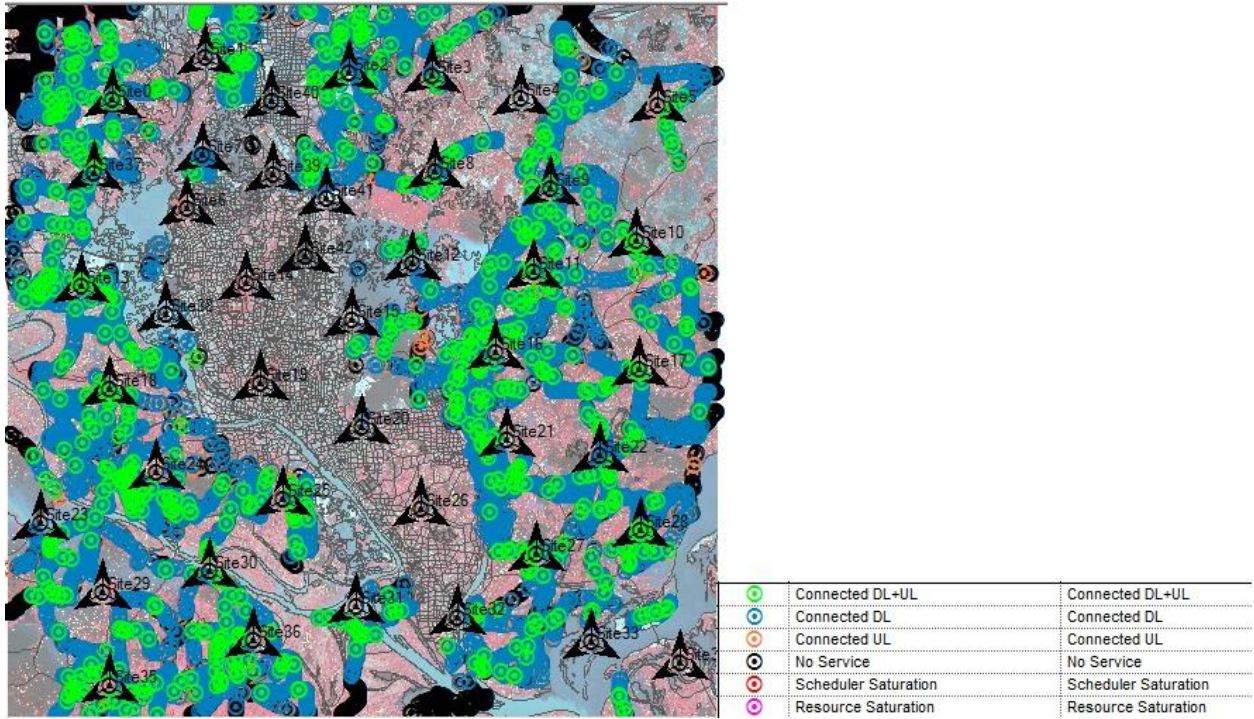 Site1
Site2
Site3
Site0
Site40
Site4
Site5
Site7
Site37
Site39
Site8
Site9
Site6
Site41
Site10
Site42
Site12
Site11
Site13
Site14
Site38
Site15
Site16
Site17
Site18
Site19
Site20
Site21
Site22
Site24
Site25
Site26
Site23
Site28
Site27
Site30
Site29
Site31
Site32
Site36
Site33
Site35
Connected DL+UL Connected DL+UL
Connected DL Connected DL
Connected UL Connected UL
No Service No Service
Scheduler Saturation Scheduler Saturation
Resource Saturation Resource Saturation